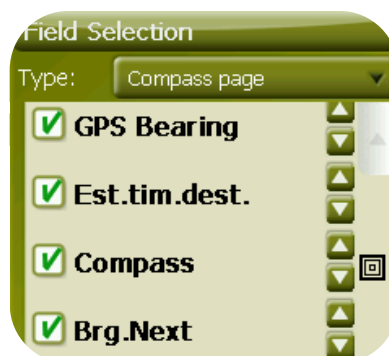 Field Selection
Type: Compass page
GPS Bearing
Est.tim.dest.
Compass
Brg.Next